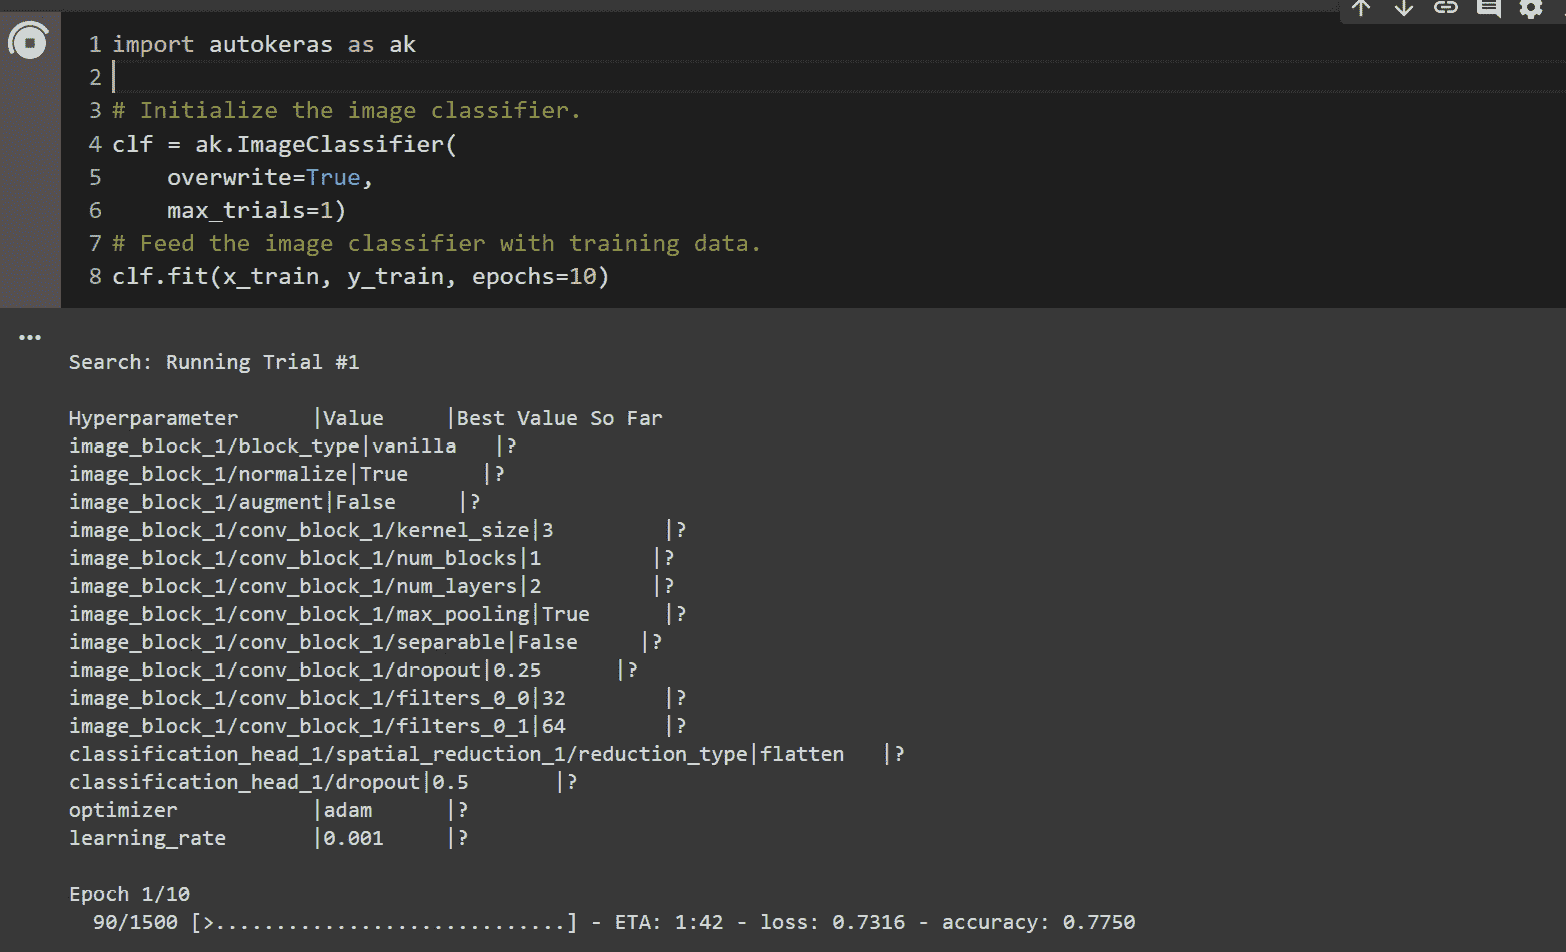 1 import autokeras as ak
2
3 # Initialize the image classifier.
4 clf = ak.ImageClassifier(
5     overwrite=True,
6     max_trials=1)
7 # Feed the image classifier with training data.
8 clf.fit(x_train, y_train, epochs=10)
Search: Running Trial #1
Hyperparameter      |Value     |Best Value So Far
image_block_1/block_type|vanilla   |?
image_block_1/normalize|True      |?
image_block_1/augment|False     |?
image_block_1/conv_block_1/kernel_size|3         |?
image_block_1/conv_block_1/num_blocks|1         |?
image_block_1/conv_block_1/num_layers|2         |?
image_block_1/conv_block_1/max_pooling|True      |?
image_block_1/conv_block_1/separable|False     |?
image_block_1/conv_block_1/dropout|0.25      |?
image_block_1/conv_block_1/filters_0_0|32        |?
image_block_1/conv_block_1/filters_0_1|64        |?
classification_head_1/spatial_reduction_1/reduction_type|flatten   |?
classification_head_1/dropout|0.5       |?
optimizer           |adam      |?
learning_rate       |0.001     |?
Epoch 1/10
  90/1500 [>.............................] - ETA: 1:42 - loss: 0.7316 - accuracy: 0.7750